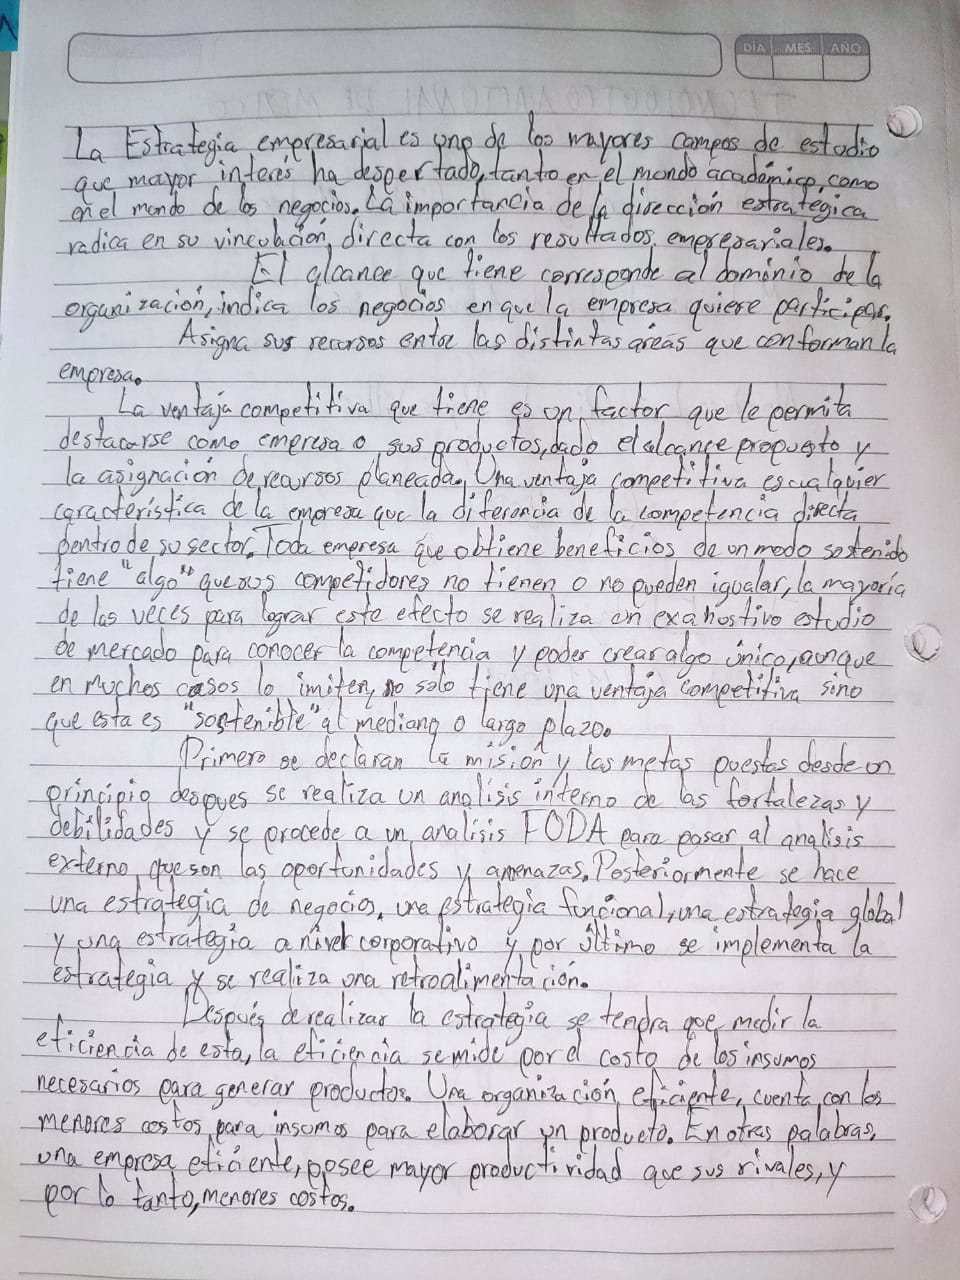 DÍA MES AÑO
La Estrategia empresarial es uno de los mayores campos de estudio
que mayor interés ha despertado, tanto en el mundo académico, como
en el mundo de los negocios. La importancia de la dirección estrategica
radica en su vinculación directa con los resultados empresariales.
El alcance que tiene corresponde al dominio de la
organización, indica los negocios en que la empresa quiere participar.
Asigna sus recursos entre las distintas áreas que conforman la
empresa.
La ventaja competitiva que tiene es un factor que le permita
destacarse como empresa o sus productos, dado el alcance propuesto y
la asignación de recursos planeada. Una ventaja competitiva es cualquier
característica de la empresa que la diferencia de la competencia directa
dentro de su sector. Toda empresa que obtiene beneficios de un modo sostenido
tiene "algo" que sus competidores no tienen o no pueden igualar, la mayoría
de las veces para lograr este efecto se realiza un exahustivo estudio
de mercado para conocer la competencia y poder crear algo único, aunque
en muchos casos lo imiten, no sólo tiene una ventaja competitiva sino
que esta es "sostenible" al mediano o largo plazo.
Primero se declaran la misión y las metas puestas desde un
principio despues se realiza un analisis interno de las fortalezas y
debilidades y se procede a un analisis FODA para pasar al analisis
externo que son las oportunidades y amenazas. Posteriormente se hace
una estrategia de negocio, una estrategia funcional, una estrategia global
y una estrategia a nivel corporativo y por último se implementa la
estrategia y se realiza una retroalimentación.
Después de realizar la estrategia se tendra que medir la
eficiencia de esta, la eficiencia se mide por el costo de los insumos
necesarios para generar productos. Una organización eficiente, cuenta con los
menores costos para insumos para elaborar un producto. En otras palabras,
una empresa eficiente, posee mayor productividad que sus rivales, y
por lo tanto, menores costos.